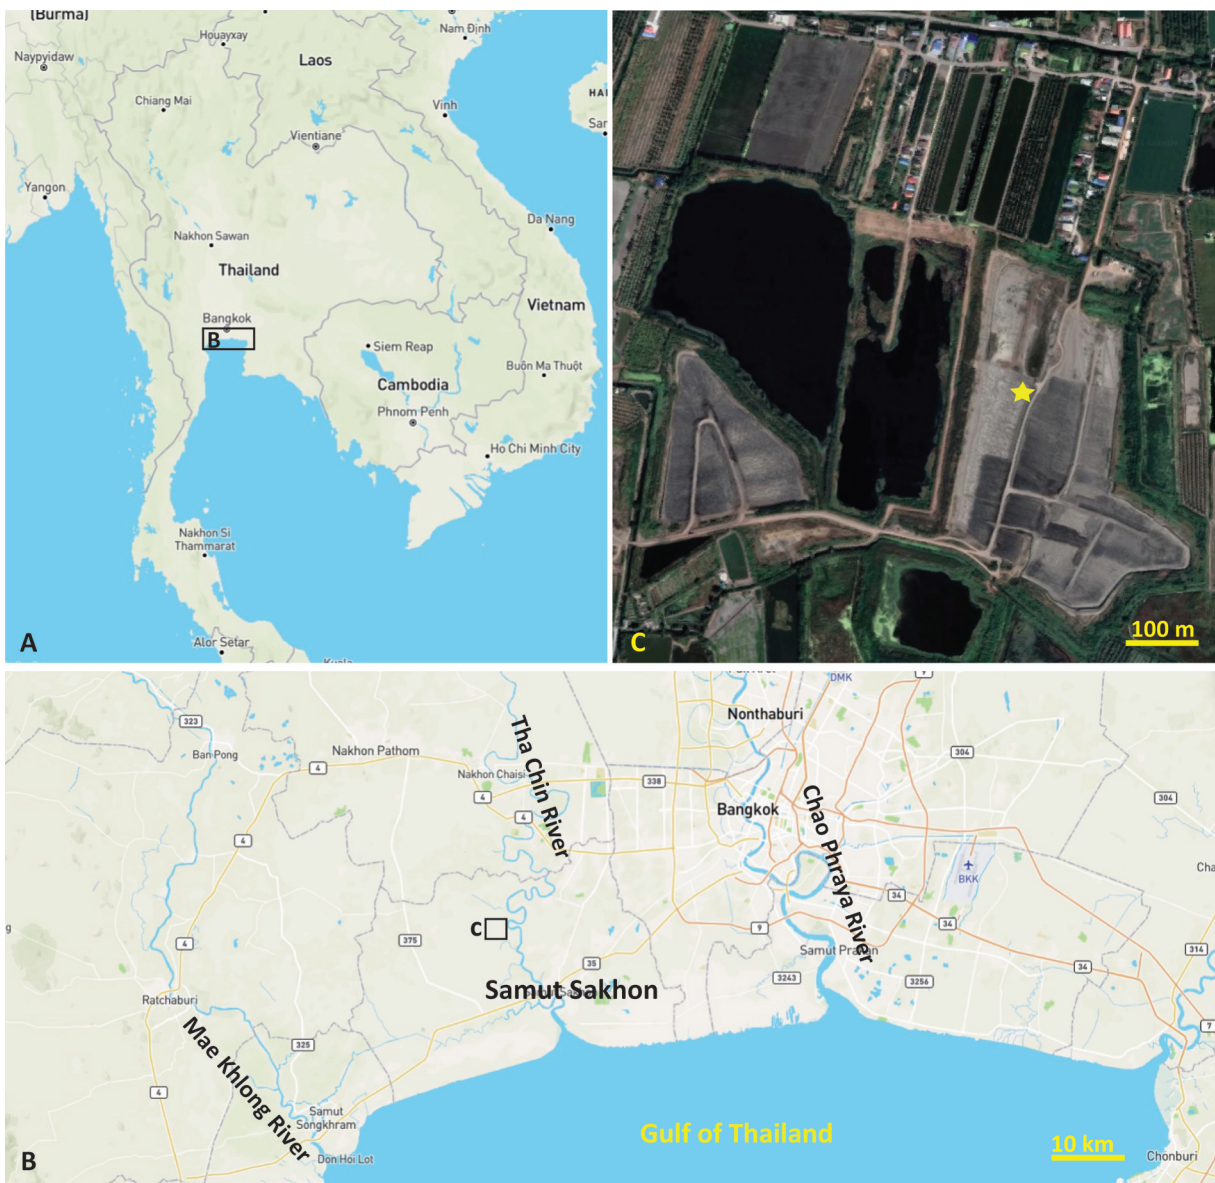 (Burma)
Houayxay
Nam Định
Naypyidaw
Laos
Chiang Mai
Vinh
HAI
San
Vientiane
Yangon
Da Nang
Nakhon Sawan
Thailand
Vietnam
Bangkok
B
Siem Reap
Buôn Ma Thuột
Cambodia
Phnom Penh
Ho Chi Minh City
Nakhon Si
Thammarat
Alor Setar
A
C
100 m
323
Ban Pong
Nakhon Pathom
4
Nakhon Chaisi
4
4
Tha Chin River
338
Nonthaburi
DMK
9
304
304
Bangkok
Chao Phraya River
BKK
34
34
34
4
4
375
C
9
Samut Prakan
3243
3256
314
35
Samut Sakhon
7
Ratchaburi
Mae Khlong River
325
4
Samut
Songkhram
Don Hoi Lot
Gulf of Thailand
10 km
Chonburi
B